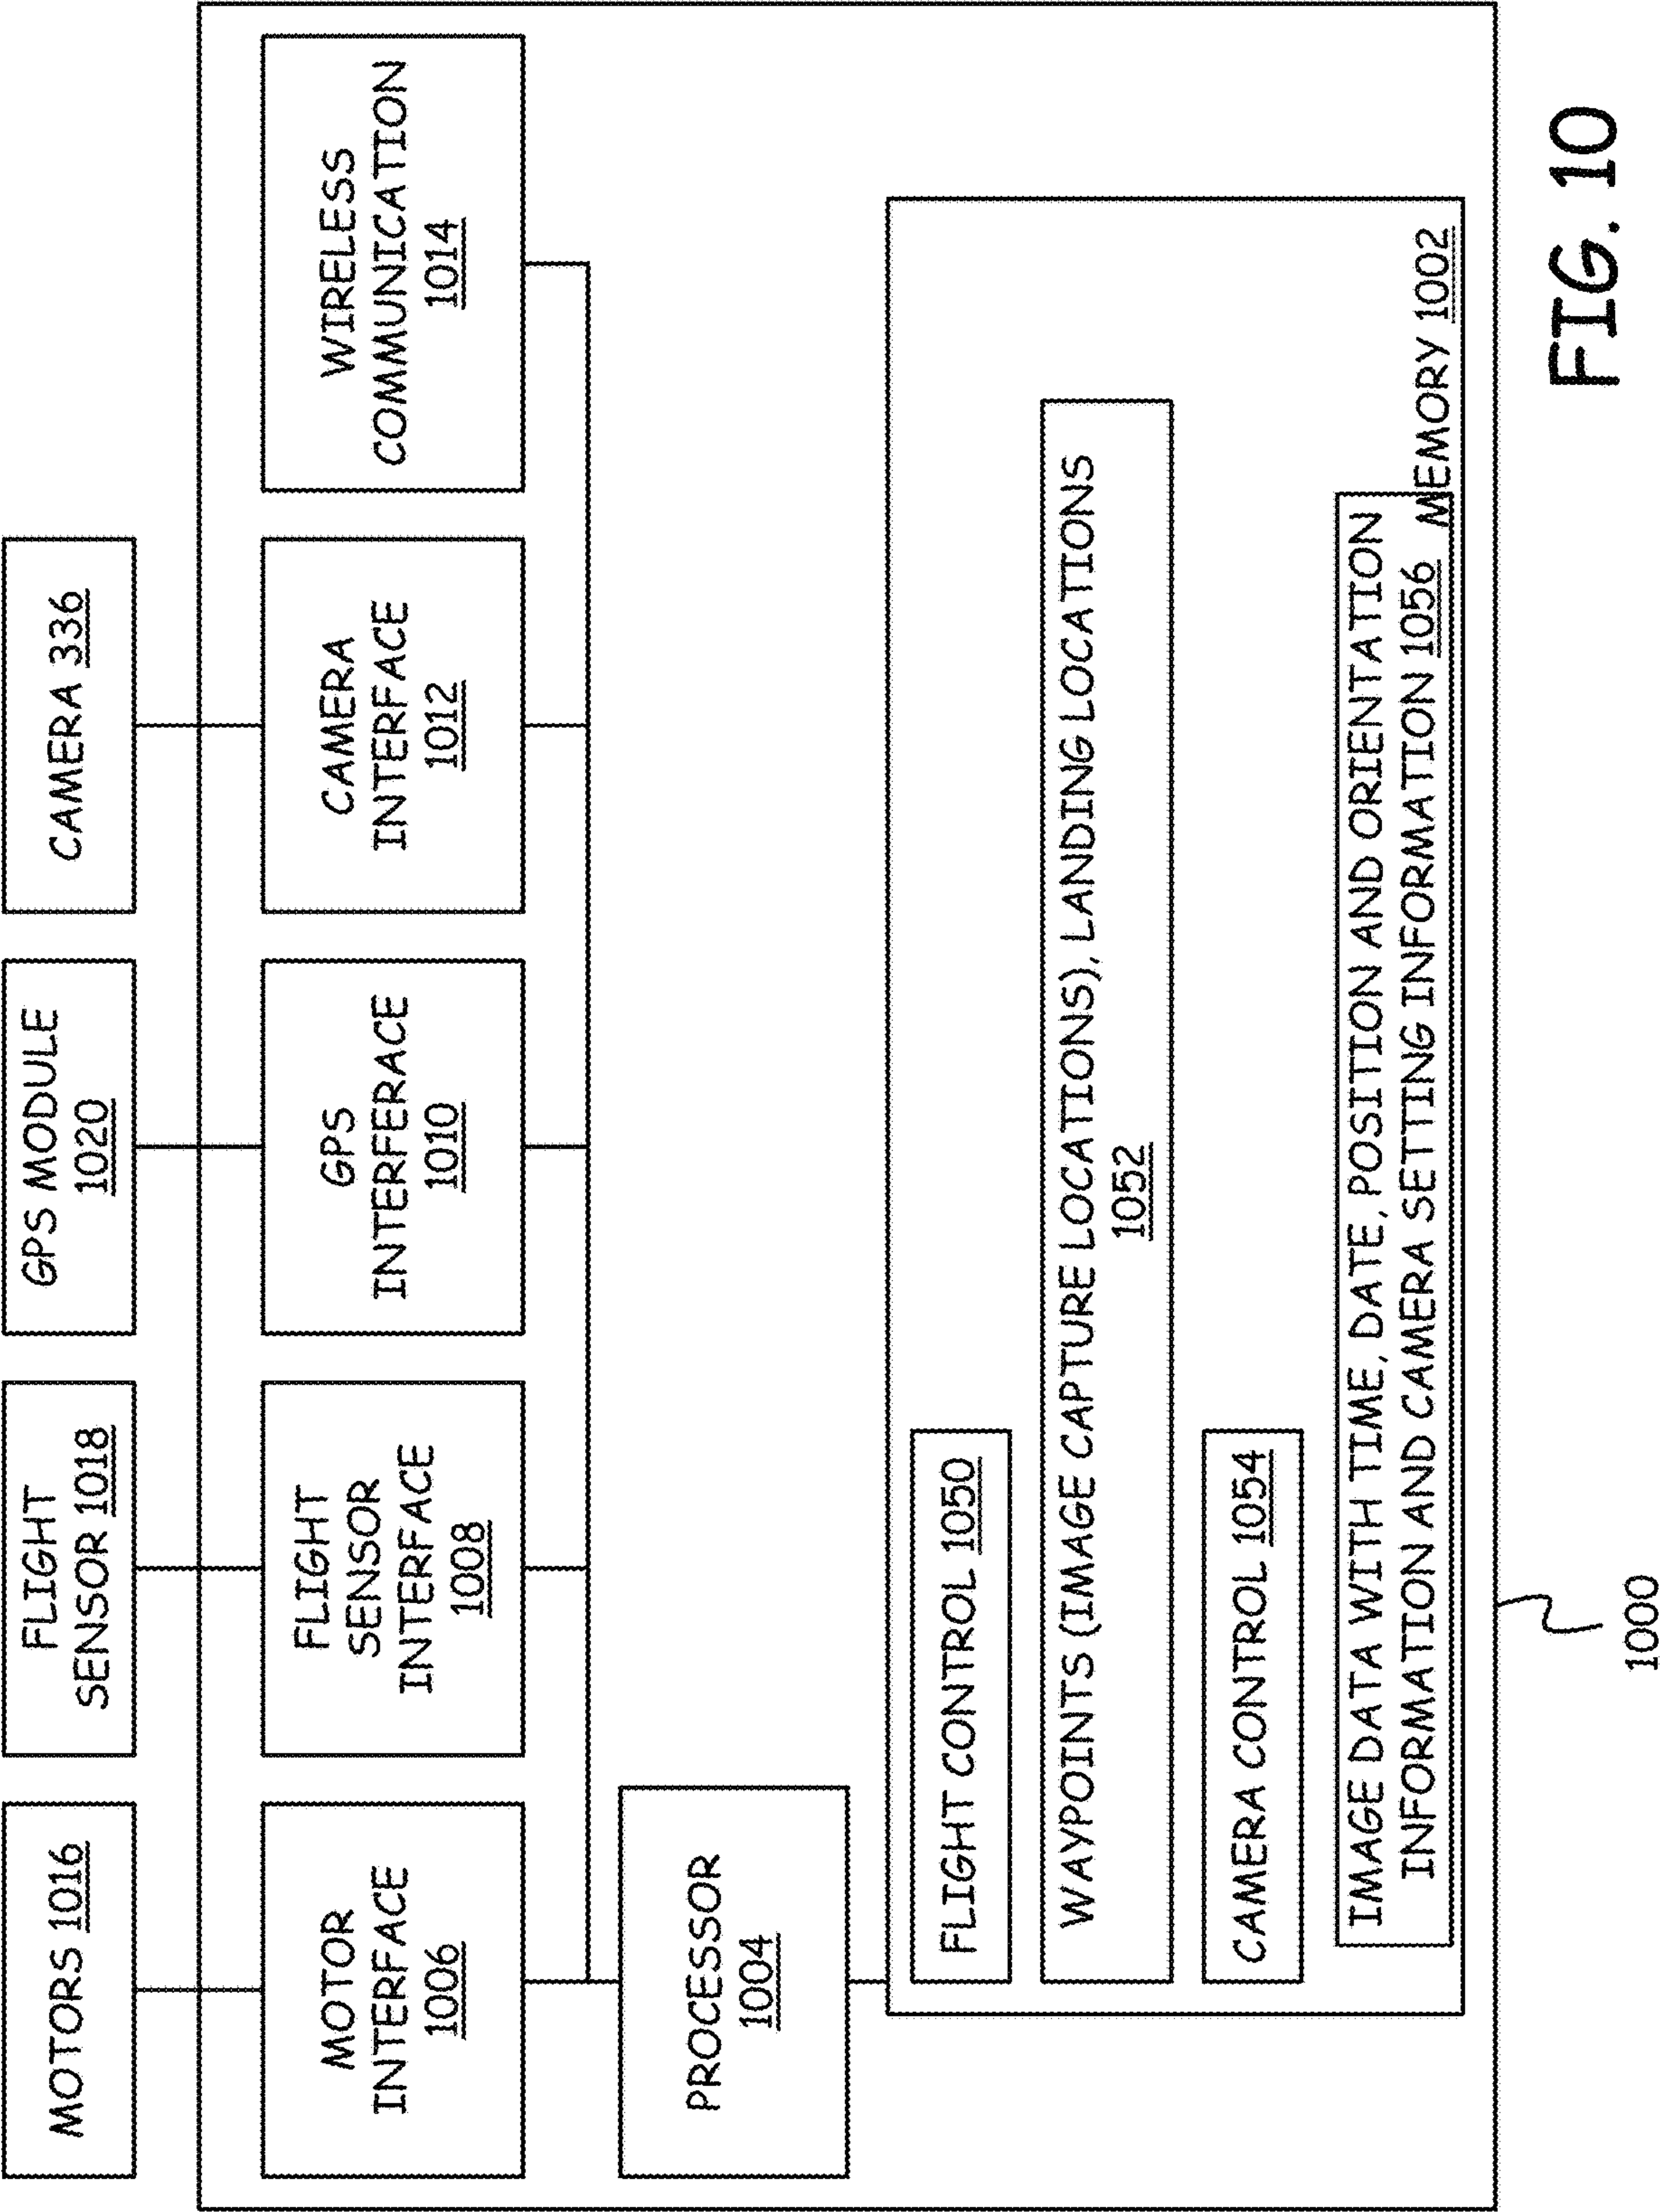 MOTORS 1016
FLIGHT
SENSOR 1018
GPS MODULE
1020
CAMERA 336
MOTOR
INTERFACE
1006
FLIGHT
SENSOR
INTERFACE
1008
GPS
INTERFERACE
1010
CAMERA
INTERFACE
1012
WIRELESS
COMMUNICATION
1014
PROCESSOR
1004
FLIGHT CONTROL 1050
WAYPOINTS (IMAGE CAPTURE LOCATIONS), LANDING LOCATIONS
1052
CAMERA CONTROL 1054
IMAGE DATA WITH TIME, DATE, POSITION AND ORIENTATION
INFORMATION AND CAMERA SETTING INFORMATION 1056
MEMORY 1002
1000
FIG. 10